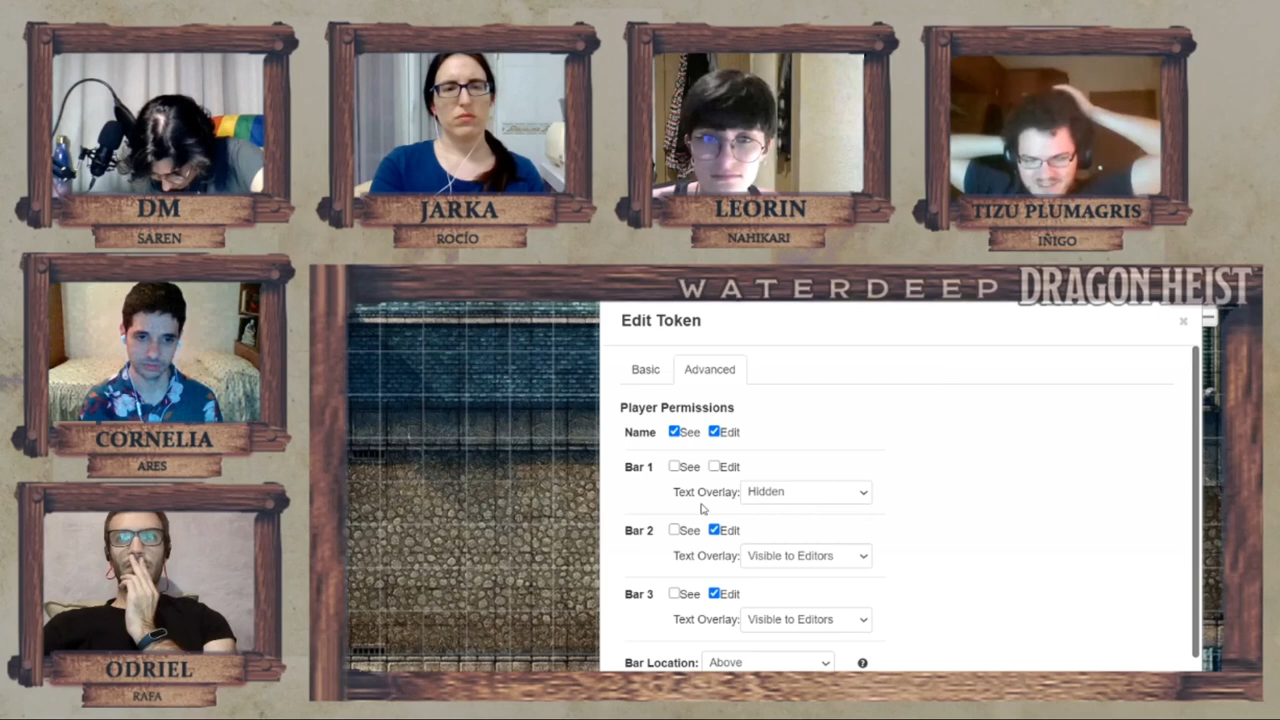 DM
SAREN
JARKA
ROCÍO
LEORIN
NAHIKARI
TIZU PLUMAGRIS
IÑIGO
CORNELIA
ARES
ODRIEL
RAFA
WATERDEEP DRAGON HEIST
Edit Token
Basic Advanced
Player Permissions
Name See Edit
Bar 1 See Edit
Text Overlay: Hidden
Bar 2 See Edit
Text Overlay: Visible to Editors
Bar 3 See Edit
Text Overlay: Visible to Editors
Bar Location: Above